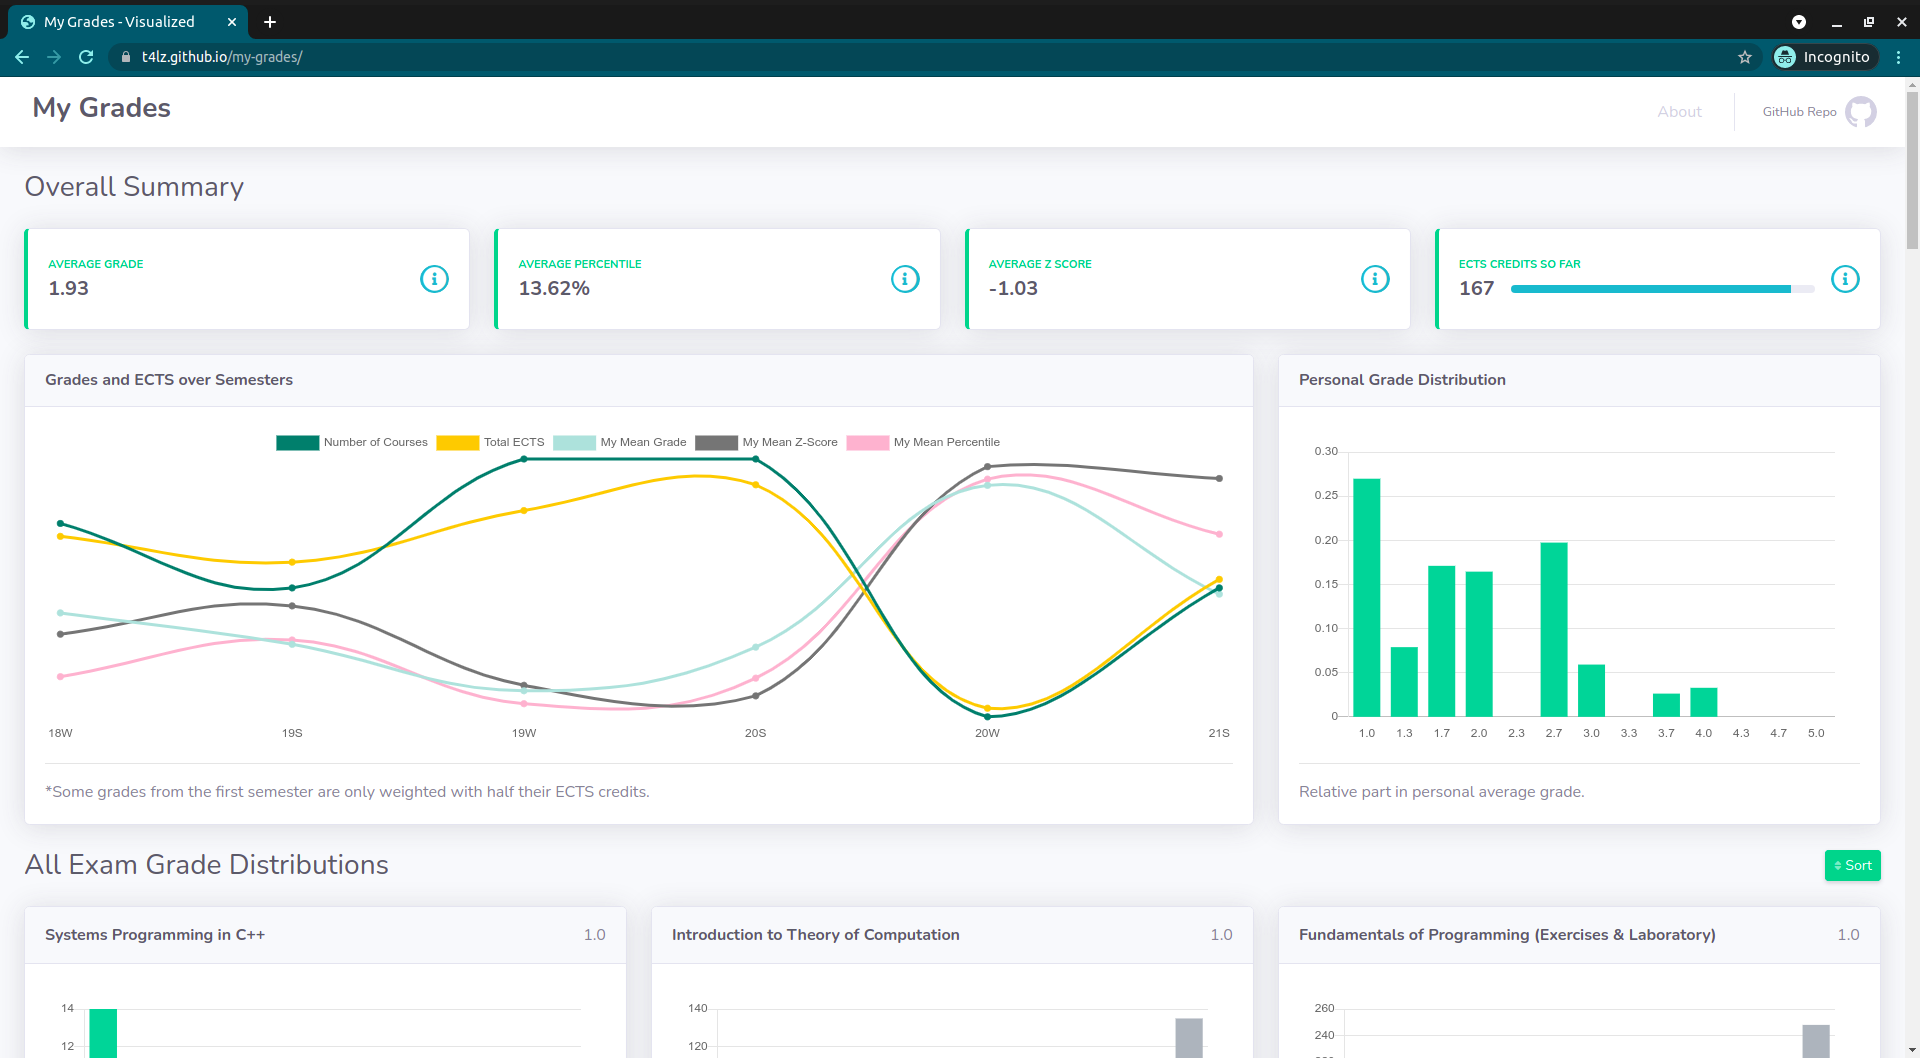 My Grades - Visualized
t4lz.github.io/my-grades/
Incognito
My Grades
About
GitHub Repo
Overall Summary
AVERAGE GRADE
1.93
AVERAGE PERCENTILE
13.62%
AVERAGE Z SCORE
-1.03
ECTS CREDITS SO FAR
167
Grades and ECTS over Semesters
Number of Courses Total ECTS My Mean Grade My Mean Z-Score My Mean Percentile
18W 19S 19W 20S 20W 21S
*Some grades from the first semester are only weighted with half their ECTS credits.
Personal Grade Distribution
0.30
0.25
0.20
0.15
0.10
0.05
0
1.0 1.3 1.7 2.0 2.3 2.7 3.0 3.3 3.7 4.0 4.3 4.7 5.0
Relative part in personal average grade.
All Exam Grade Distributions
Sort
Systems Programming in C++ 1.0
14
12
Introduction to Theory of Computation 1.0
140
120
Fundamentals of Programming (Exercises & Laboratory) 1.0
260
240